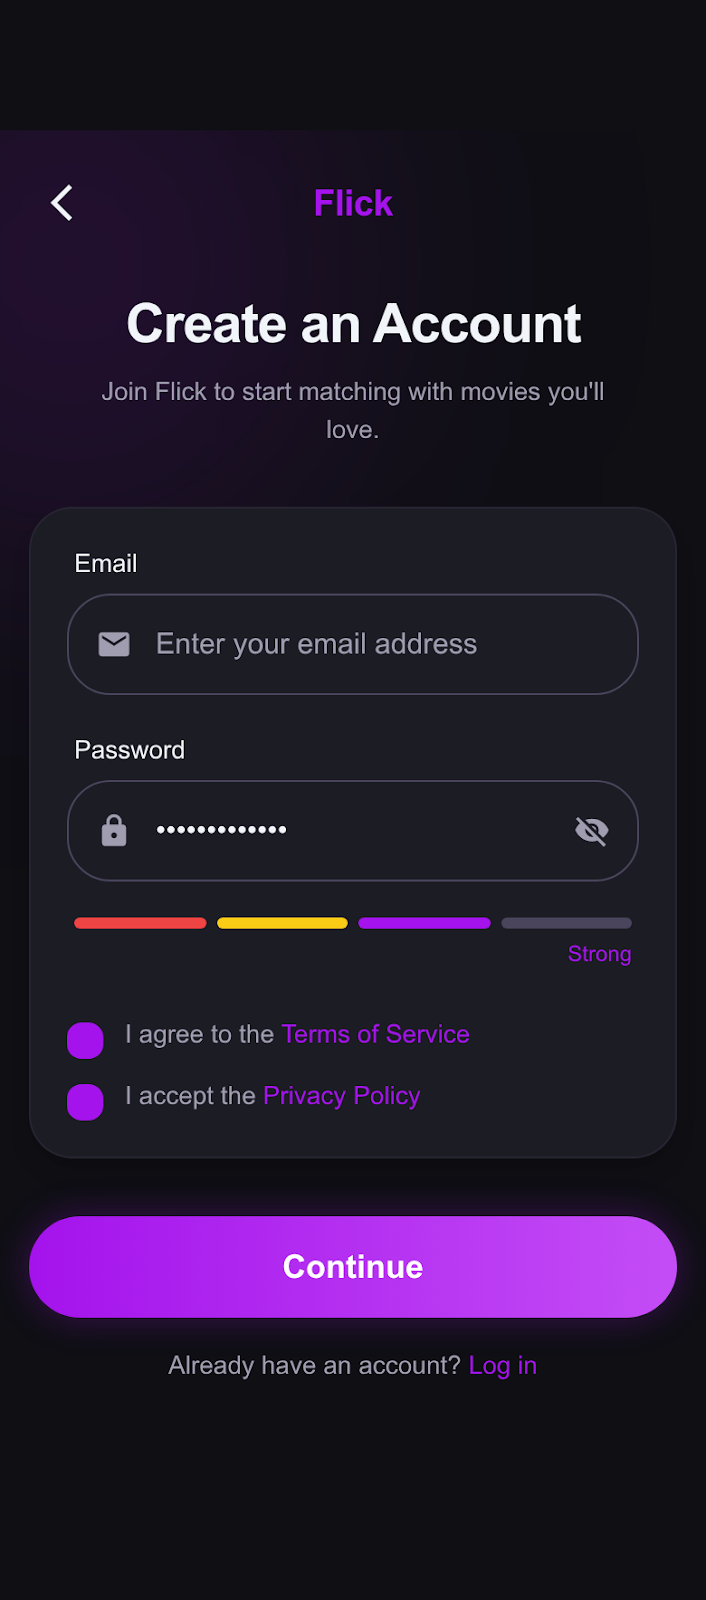 Flick
Create an Account
Join Flick to start matching with movies you'll
love.
Email
Enter your email address
Password
•••••••••••••
Strong
I agree to the Terms of Service
I accept the Privacy Policy
Continue
Already have an account? Log in